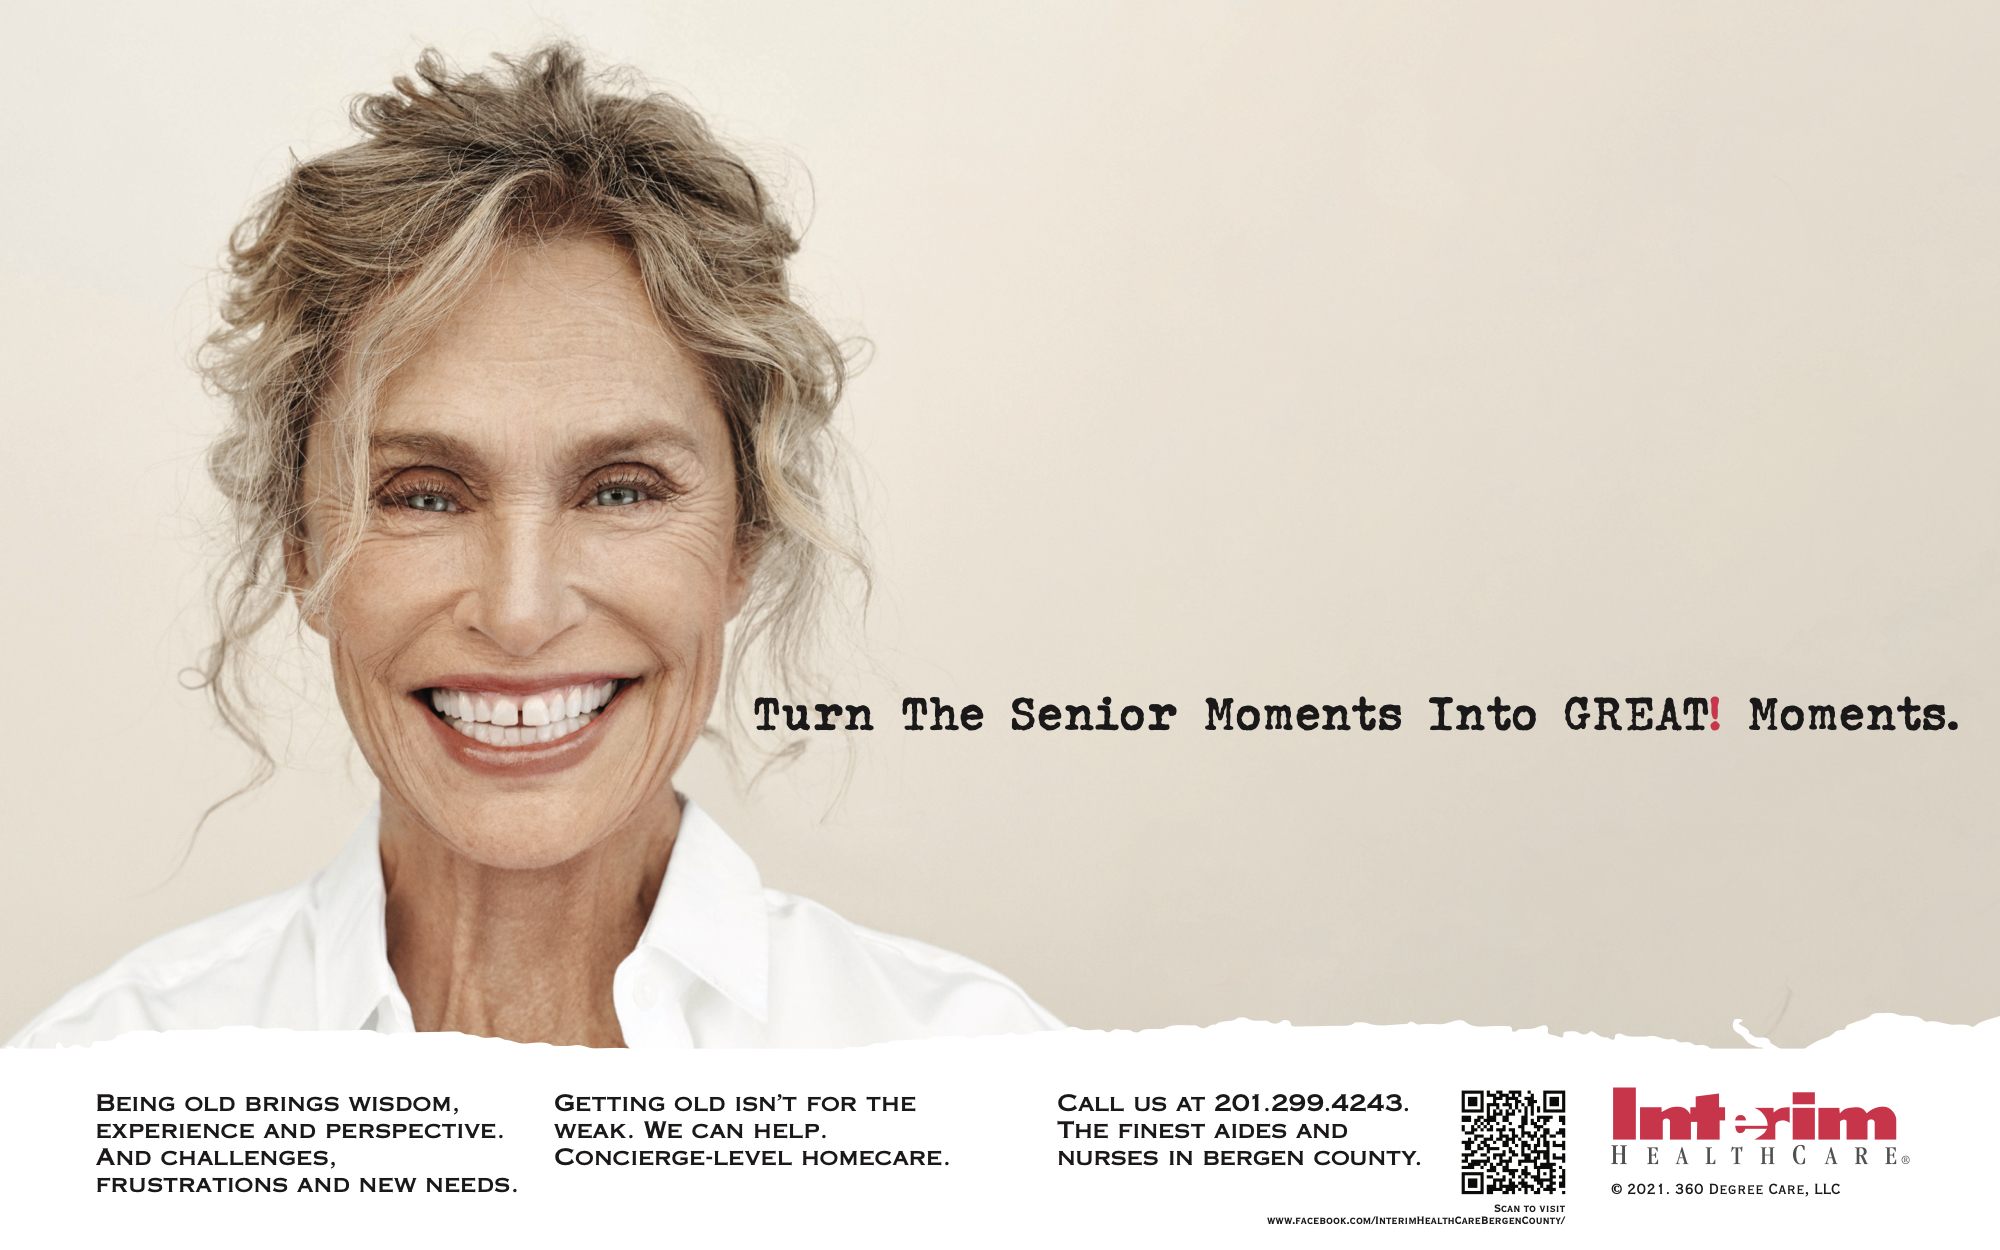 Turn The Senior Moments Into GREAT! Moments.
BEING OLD BRINGS WISDOM,
EXPERIENCE AND PERSPECTIVE.
AND CHALLENGES,
FRUSTRATIONS AND NEW NEEDS.
GETTING OLD ISN'T FOR THE
WEAK. WE CAN HELP.
CONCIERGE-LEVEL HOMECARE.
CALL US AT 201.299.4243.
THE FINEST AIDES AND
NURSES IN BERGEN COUNTY.
SCAN TO VISIT
WWW.FACEBOOK.COM/INTERIMHEALTHCAREBERGENCOUNTY/
Interim
HEALTHCARE®
© 2021. 360 DEGREE CARE, LLC